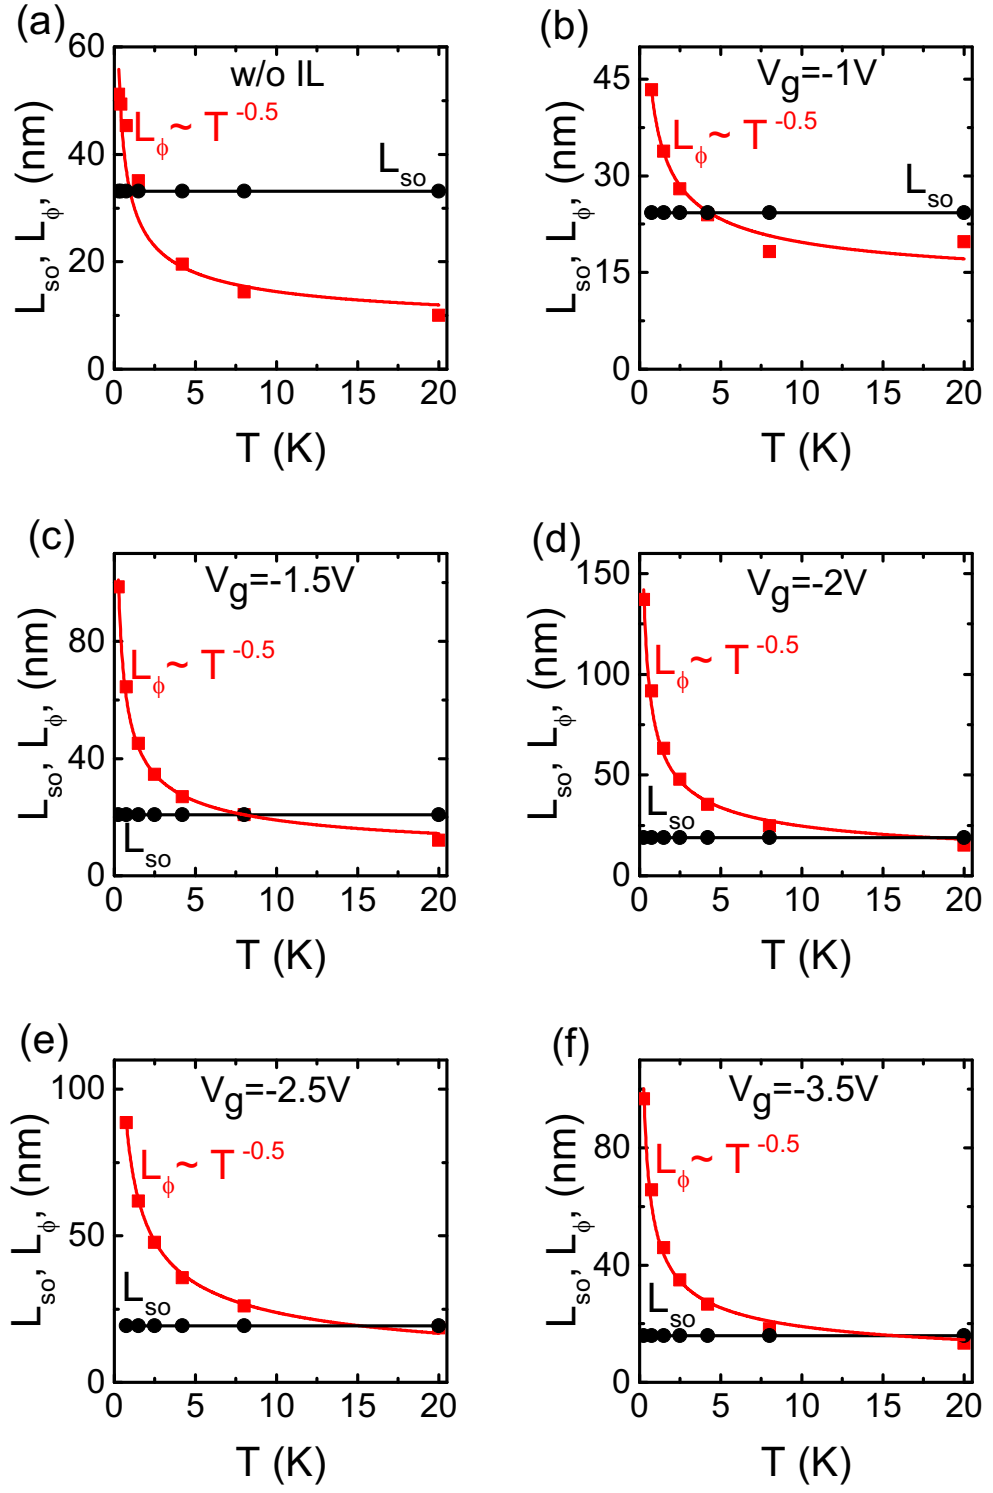 (a)
w/o IL
L_ϕ ~ T^-0.5
L_so
L_so, L_ϕ, (nm)
60
40
20
0
0 5 10 15 20
T (K)
(b)
V_g=-1V
L_ϕ ~ T^-0.5
L_so
L_so, L_ϕ, (nm)
45
30
15
0
0 5 10 15 20
T (K)
(c)
V_g=-1.5V
L_ϕ ~ T^-0.5
L_so
L_so, L_ϕ, (nm)
80
40
0
0 5 10 15 20
T (K)
(d)
V_g=-2V
L_ϕ ~ T^-0.5
L_so
L_so, L_ϕ, (nm)
150
100
50
0
0 5 10 15 20
T (K)
(e)
V_g=-2.5V
L_ϕ ~ T^-0.5
L_so
L_so, L_ϕ, (nm)
100
50
0
0 5 10 15 20
T (K)
(f)
V_g=-3.5V
L_ϕ ~ T^-0.5
L_so
L_so, L_ϕ, (nm)
80
40
0
0 5 10 15 20
T (K)